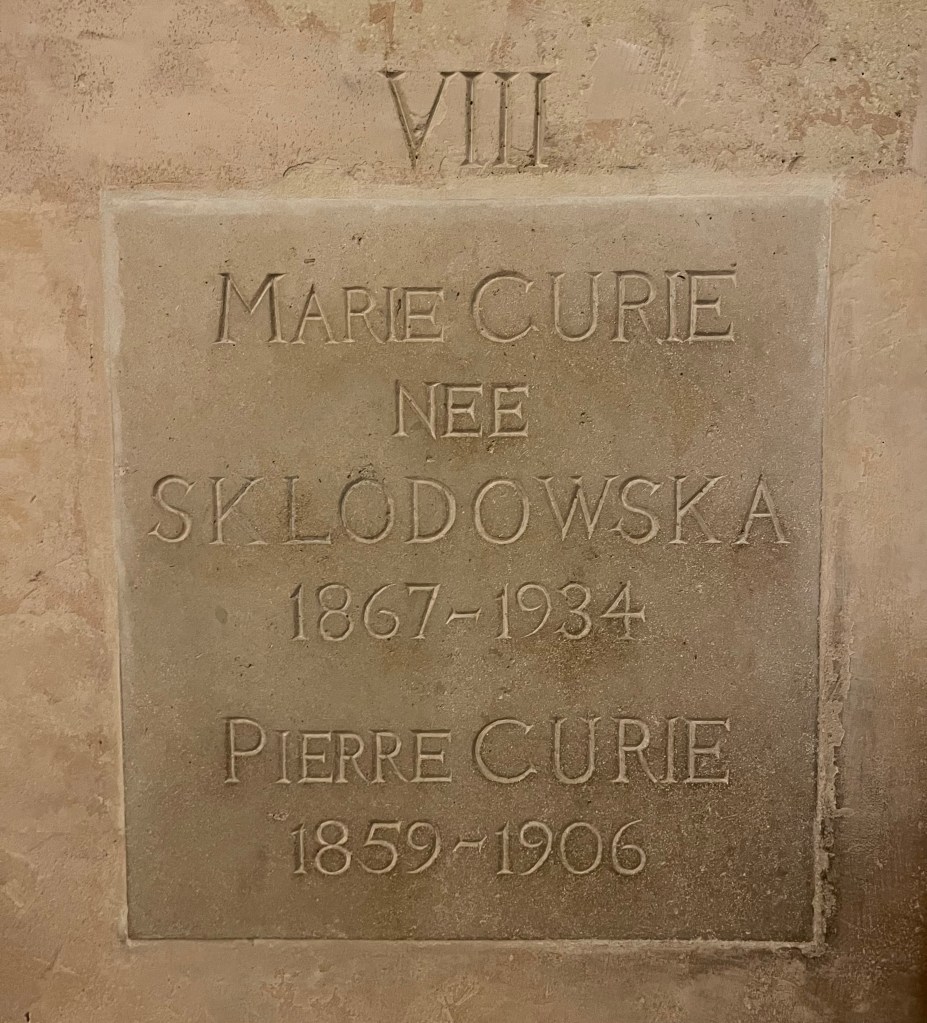 VIII
MARIE CURIE
NEE
SKLODOWSKA
1867-1934
PIERRE CURIE
1859-1906